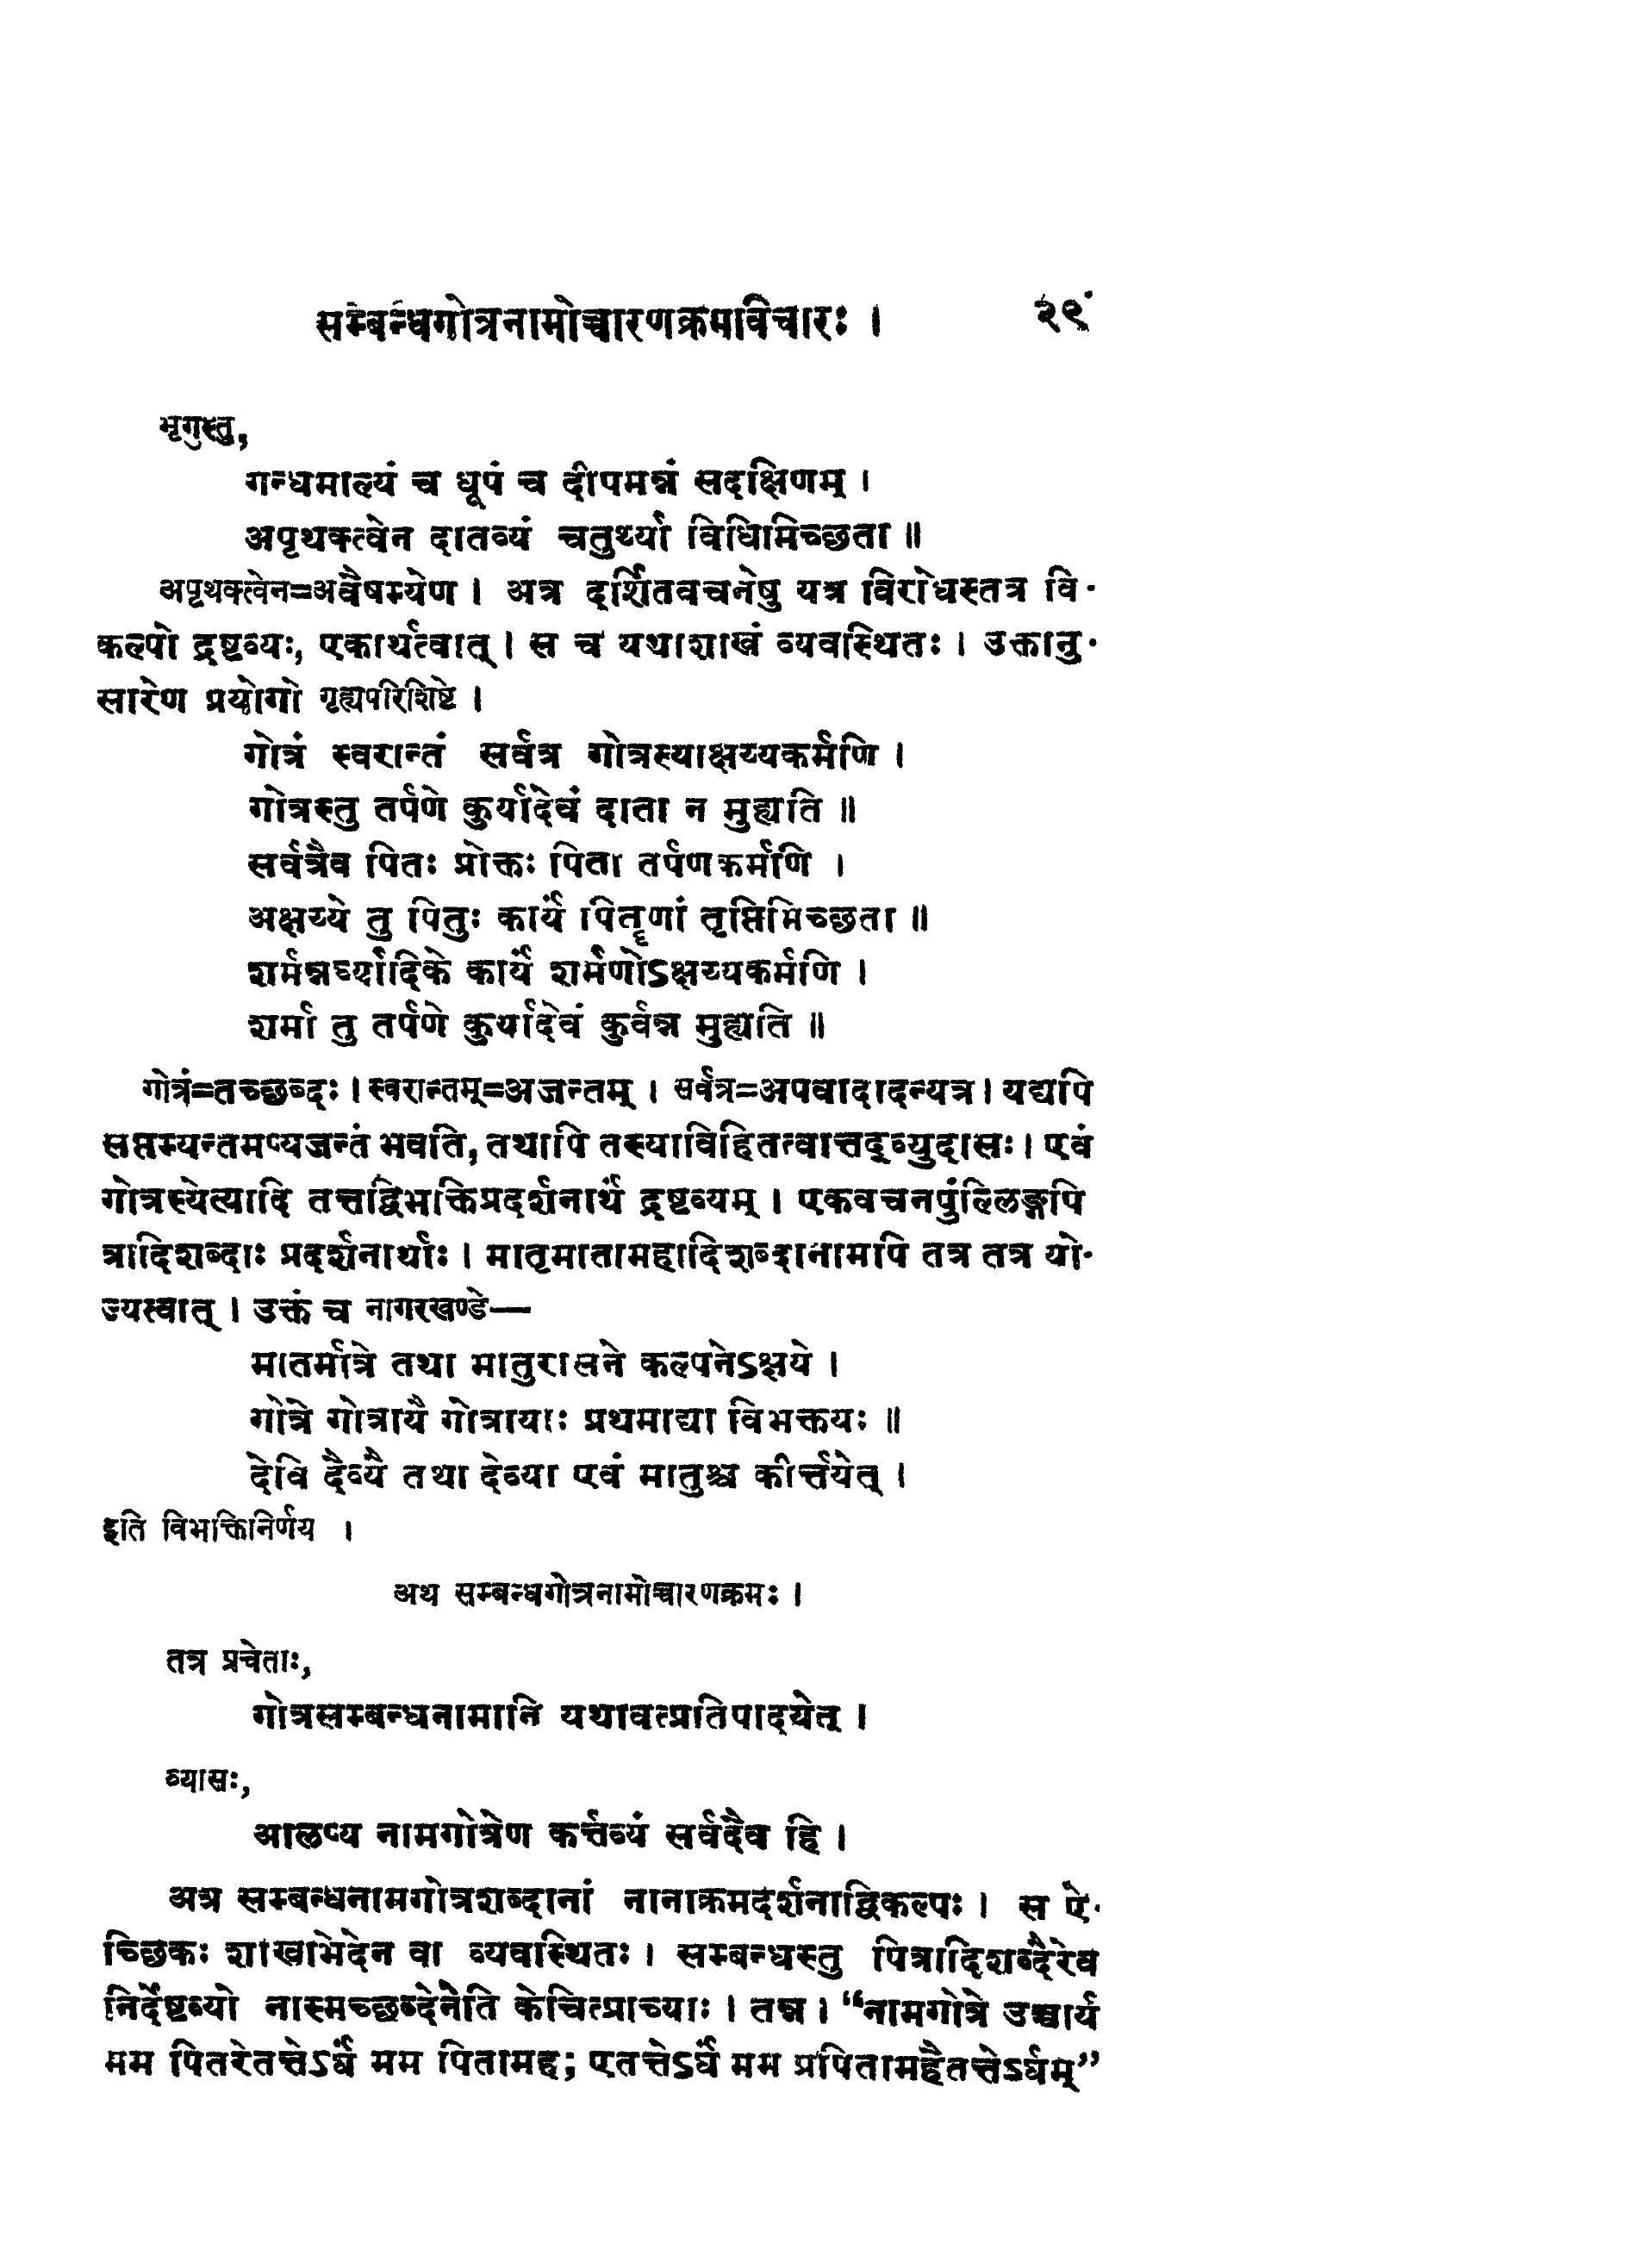 सम्बन्धगोत्रनामोच्चारणक्रमविचारः । २९
भृगुस्तु,
गन्धमाल्यं च धूपं च दीपमन्नं सदक्षिणम् ।
अपृथक्त्वेन दातव्यं चतुर्थ्या विधिमिच्छता ॥
अपृथक्त्वेन=अवैषम्येण । अत्र दर्शितवचनेषु यत्र विरोधस्तत्र वि-
कल्पो द्रष्टव्यः, एकार्थत्वात् । स च यथाशाखं व्यवस्थितः । उक्तानु-
सारेण प्रयोगो गृह्यपरिशिष्टे ।
गोत्रं स्वरान्तं सर्वत्र गोत्रस्याक्षय्यकर्मणि ।
गोत्रस्तु तर्पणे कुर्यादेवं दाता न मुह्यति ॥
सर्वत्रैव पितः प्रोक्तः पिता तर्पणकर्मणि ।
अक्षय्ये तु पितुः कार्यं पितॄणां तृप्तिमिच्छता ॥
शर्मन्नर्घ्यादिके कार्यं शर्मणोऽक्षय्यकर्मणि ।
शर्मा तु तर्पणे कुर्यादेवं कुर्वन्न मुह्यति ॥
गोत्रं=तच्छब्दः । स्वरान्तम्=अजन्तम् । सर्वत्र=अपवादादन्यत्र । यद्यपि
सप्तम्यन्तमप्यजन्तं भवति, तथापि तस्याविहितत्वात्तद्व्युदासः । एवं
गोत्रस्येत्यादि तत्तद्विभक्तिप्रदर्शनार्थं द्रष्टव्यम् । एकवचनपुंल्लिङ्गपि
त्रादिशब्दाः प्रदर्शनार्थाः । मातृमातामहादिशब्दानामपि तत्र तत्र यो-
ज्यत्वात् । उक्तं च नागरखण्डे—
मातर्मात्रे तथा मातुरासने कल्पनेऽक्षये ।
गोत्रे गोत्रायै गोत्रायाः प्रथमाद्या विभक्तयः ॥
देवि देव्यै तथा देव्या एवं मातुश्च कीर्त्तयेत् ।
इति विभक्तिनिर्णय ।
अथ सम्बन्धगोत्रनामोच्चारणक्रमः ।
तत्र प्रचेताः,
गोत्रसम्बन्धनामानि यथावत्प्रतिपादयेत् ।
व्यासः,
आलप्य नामगोत्रेण कर्त्तव्यं सर्वदैव हि ।
अत्र सम्बन्धनामगोत्रशब्दानां नानाक्रमदर्शनाद्विकल्पः । स ऐ-
च्छिकः शाखाभेदेन वा व्यवस्थितः । सम्बन्धस्तु पित्रादिशब्दैरेव
निर्देष्टव्यो नास्मच्छब्देनेति केचित्प्राच्याः । तन्न । “नामगोत्रे उच्चार्य
मम पितरेतत्तेऽर्घं मम पितामह; एतत्तेऽर्घं मम प्रपितामहैतत्तेऽर्घम्”